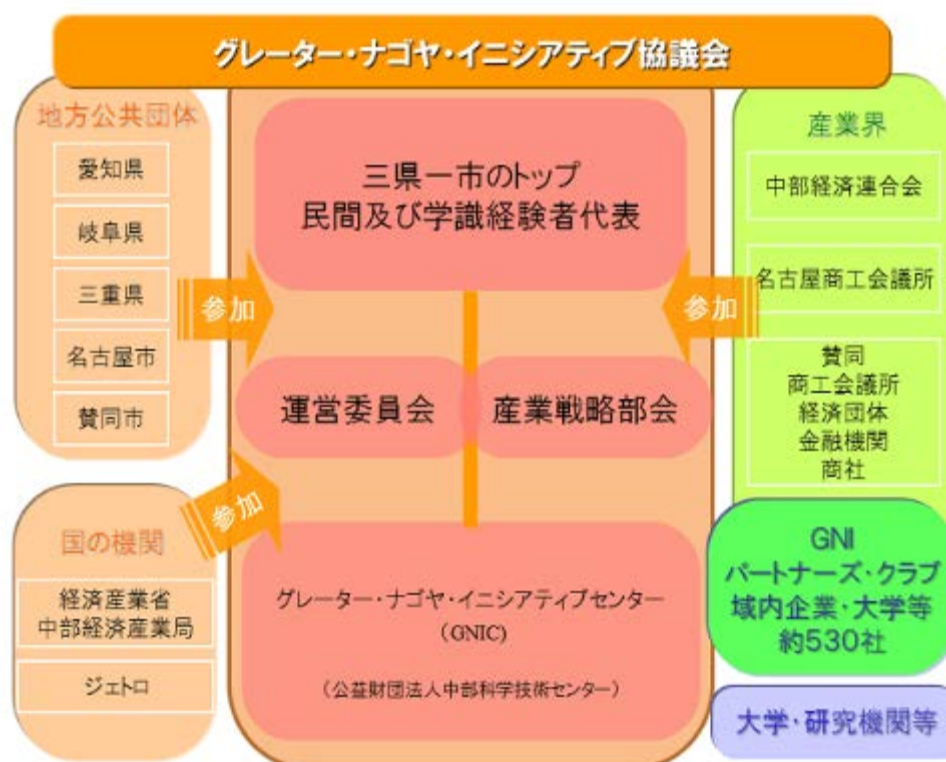 グレーター・ナゴヤ・イニシアティブ協議会
地方公共団体
愛知県
岐阜県
三重県
名古屋市
賛同市
参加
国の機関
経済産業省
中部経済産業局
ジェトロ
参加
三県一市のトップ
民間及び学識経験者代表
運営委員会
産業戦略部会
グレーター・ナゴヤ・イニシアティブセンター
（GNIC）
（公益財団法人中部科学技術センター）
産業界
中部経済連合会
名古屋商工会議所
参加
賛同
商工会議所
経済団体
金融機関
商社
GNI
パートナーズ・クラブ
域内企業・大学等
約530社
大学・研究機関等